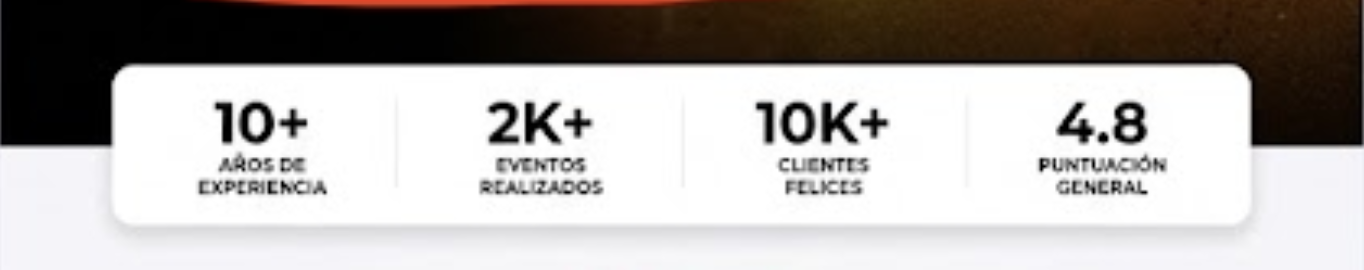 10+
AÑOS DE
EXPERIENCIA
2K+
EVENTOS
REALIZADOS
10K+
CLIENTES
FELICES
4.8
PUNTUACIÓN
GENERAL